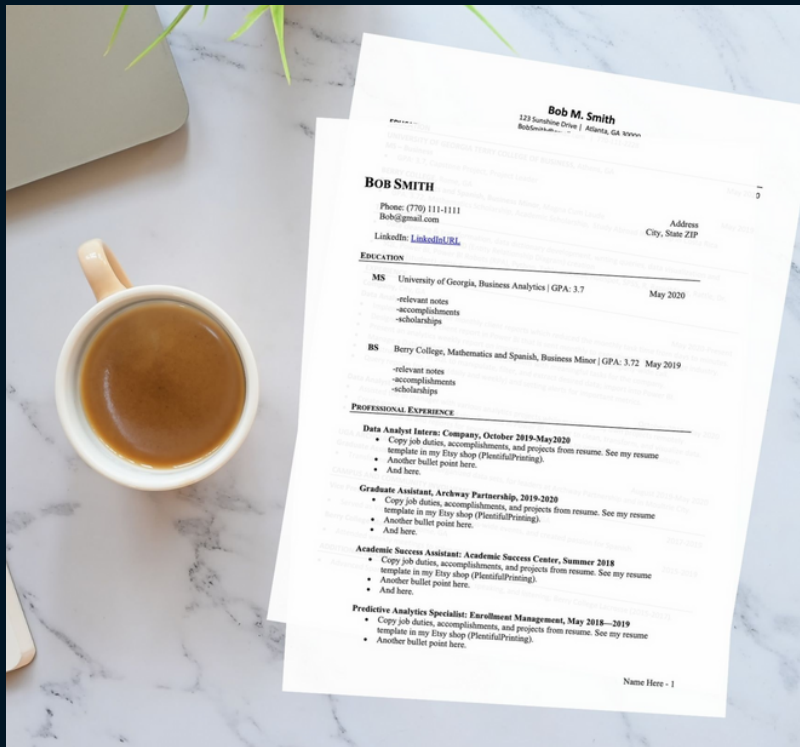 Bob M. Smith
123 Sunshine Drive | Atlanta, GA 30000
BOB SMITH
Phone: (770) 111-1111
Bob@gmail.com
Address
City, State ZIP
LinkedIn: LinkedInURL
EDUCATION
MS University of Georgia, Business Analytics | GPA: 3.7 May 2020
-relevant notes
-accomplishments
-scholarships
BS Berry College, Mathematics and Spanish, Business Minor | GPA: 3.72 May 2019
-relevant notes
-accomplishments
-scholarships
PROFESSIONAL EXPERIENCE
Data Analyst Intern: Company, October 2019-May2020
• Copy job duties, accomplishments, and projects from resume. See my resume
template in my Etsy shop (PlentifulPrinting).
• Another bullet point here.
• And here.
Graduate Assistant, Archway Partnership, 2019-2020
• Copy job duties, accomplishments, and projects from resume. See my resume
template in my Etsy shop (PlentifulPrinting).
• Another bullet point here.
• And here.
Academic Success Assistant: Academic Success Center, Summer 2018
• Copy job duties, accomplishments, and projects from resume. See my resume
template in my Etsy shop (PlentifulPrinting).
• Another bullet point here.
• And here.
Predictive Analytics Specialist: Enrollment Management, May 2018—2019
• Copy job duties, accomplishments, and projects from resume. See my resume
template in my Etsy shop (PlentifulPrinting).
• Another bullet point here.
Name Here - 1